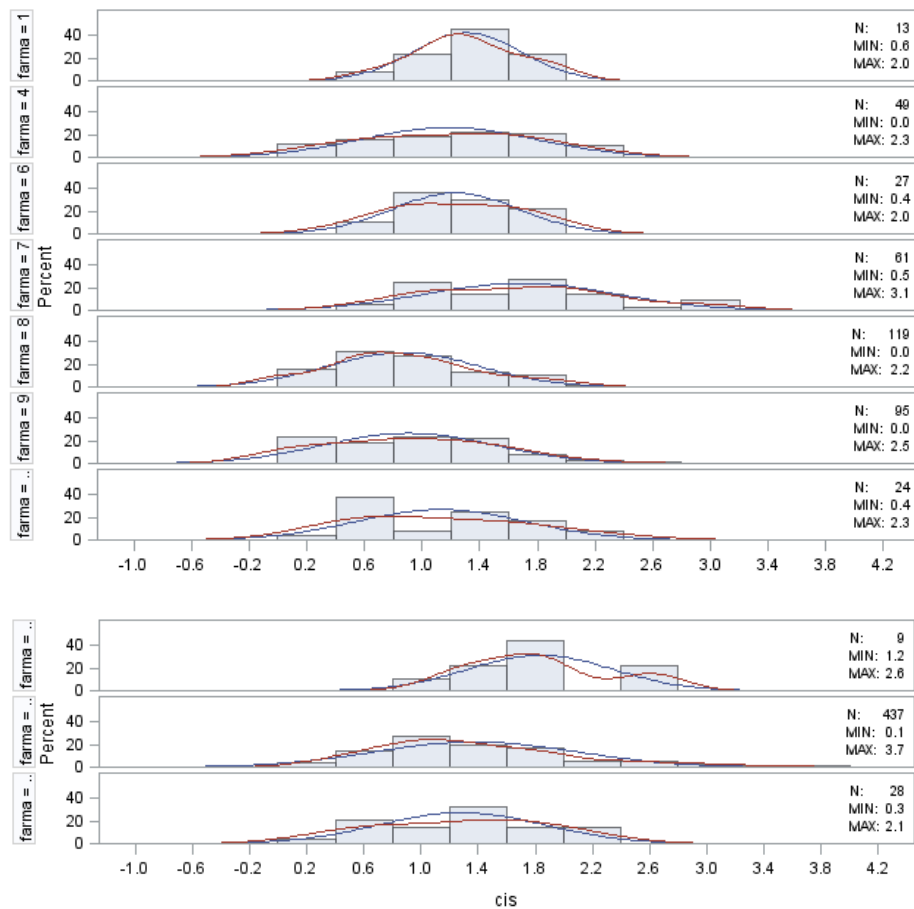 farma = 1
40
20
0
N: 13
MIN: 0.6
MAX: 2.0
farma = 4
40
20
0
N: 49
MIN: 0.0
MAX: 2.3
farma = 6
40
20
0
N: 27
MIN: 0.4
MAX: 2.0
farma = 7
Percent
40
20
0
N: 61
MIN: 0.5
MAX: 3.1
farma = 8
40
20
0
N: 119
MIN: 0.0
MAX: 2.2
farma = 9
40
20
0
N: 95
MIN: 0.0
MAX: 2.5
farma = ..
40
20
0
N: 24
MIN: 0.4
MAX: 2.3
-1.0 -0.6 -0.2 0.2 0.6 1.0 1.4 1.8 2.2 2.6 3.0 3.4 3.8 4.2
farma = ..
40
20
0
N: 9
MIN: 1.2
MAX: 2.6
farma = ..
Percent
40
20
0
N: 437
MIN: 0.1
MAX: 3.7
farma = ..
40
20
0
N: 28
MIN: 0.3
MAX: 2.1
-1.0 -0.6 -0.2 0.2 0.6 1.0 1.4 1.8 2.2 2.6 3.0 3.4 3.8 4.2
cis